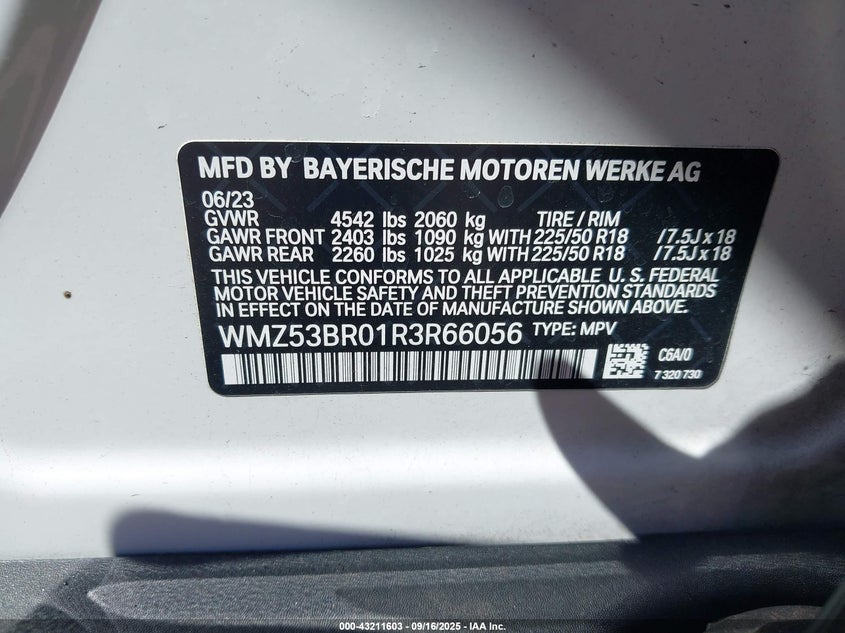 MFD BY BAYERISCHE MOTOREN WERKE AG
06/23
GVWR 4542 lbs 2060 kg TIRE / RIM
GAWR FRONT 2403 lbs 1090 kg WITH 225/50 R18 /7.5J x 18
GAWR REAR 2260 lbs 1025 kg WITH 225/50 R18 /7.5J x 18
THIS VEHICLE CONFORMS TO ALL APPLICABLE U. S. FEDERAL
MOTOR VEHICLE SAFETY AND THEFT PREVENTION STANDARDS
IN EFFECT ON THE DATE OF MANUFACTURE SHOWN ABOVE.
WMZ53BR01R3R66056 TYPE: MPV
C6A/0
7 320 730
000-43211603 - 09/16/2025 - IAA Inc.